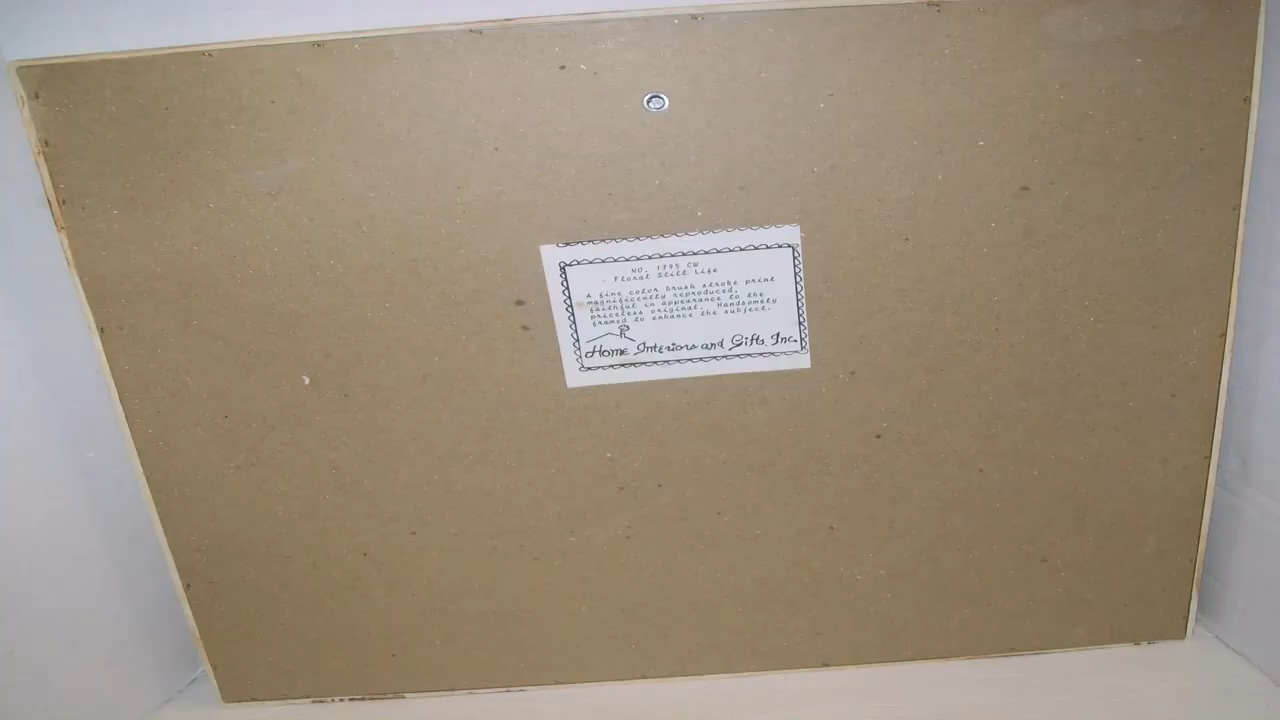 NO. 1795 CW
Floral Still Life
A fine color brush stroke print
magnificently reproduced,
faithful in appearance to the
priceless original. Handsomely
framed to enhance the subject.
Home Interiors and Gifts, Inc.